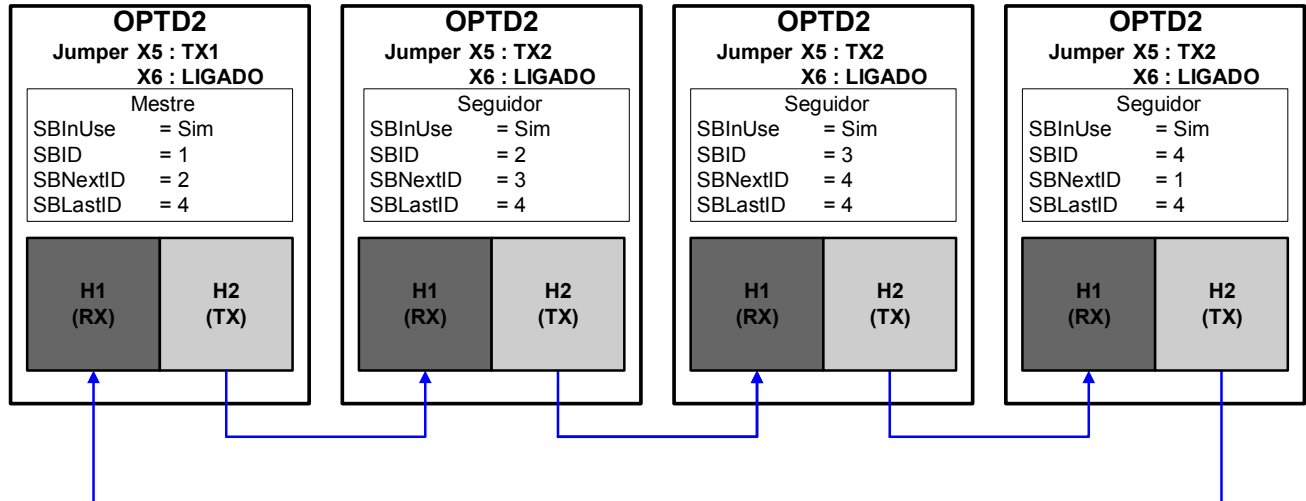 OPTD2
Jumper X5 : TX1
X6 : LIGADO
Mestre
SBInUse = Sim
SBID = 1
SBNextID = 2
SBLastID = 4
H1
(RX)
H2
(TX)
OPTD2
Jumper X5 : TX2
X6 : LIGADO
Seguidor
SBInUse = Sim
SBID = 2
SBNextID = 3
SBLastID = 4
H1
(RX)
H2
(TX)
OPTD2
Jumper X5 : TX2
X6 : LIGADO
Seguidor
SBInUse = Sim
SBID = 3
SBNextID = 4
SBLastID = 4
H1
(RX)
H2
(TX)
OPTD2
Jumper X5 : TX2
X6 : LIGADO
Seguidor
SBInUse = Sim
SBID = 4
SBNextID = 1
SBLastID = 4
H1
(RX)
H2
(TX)